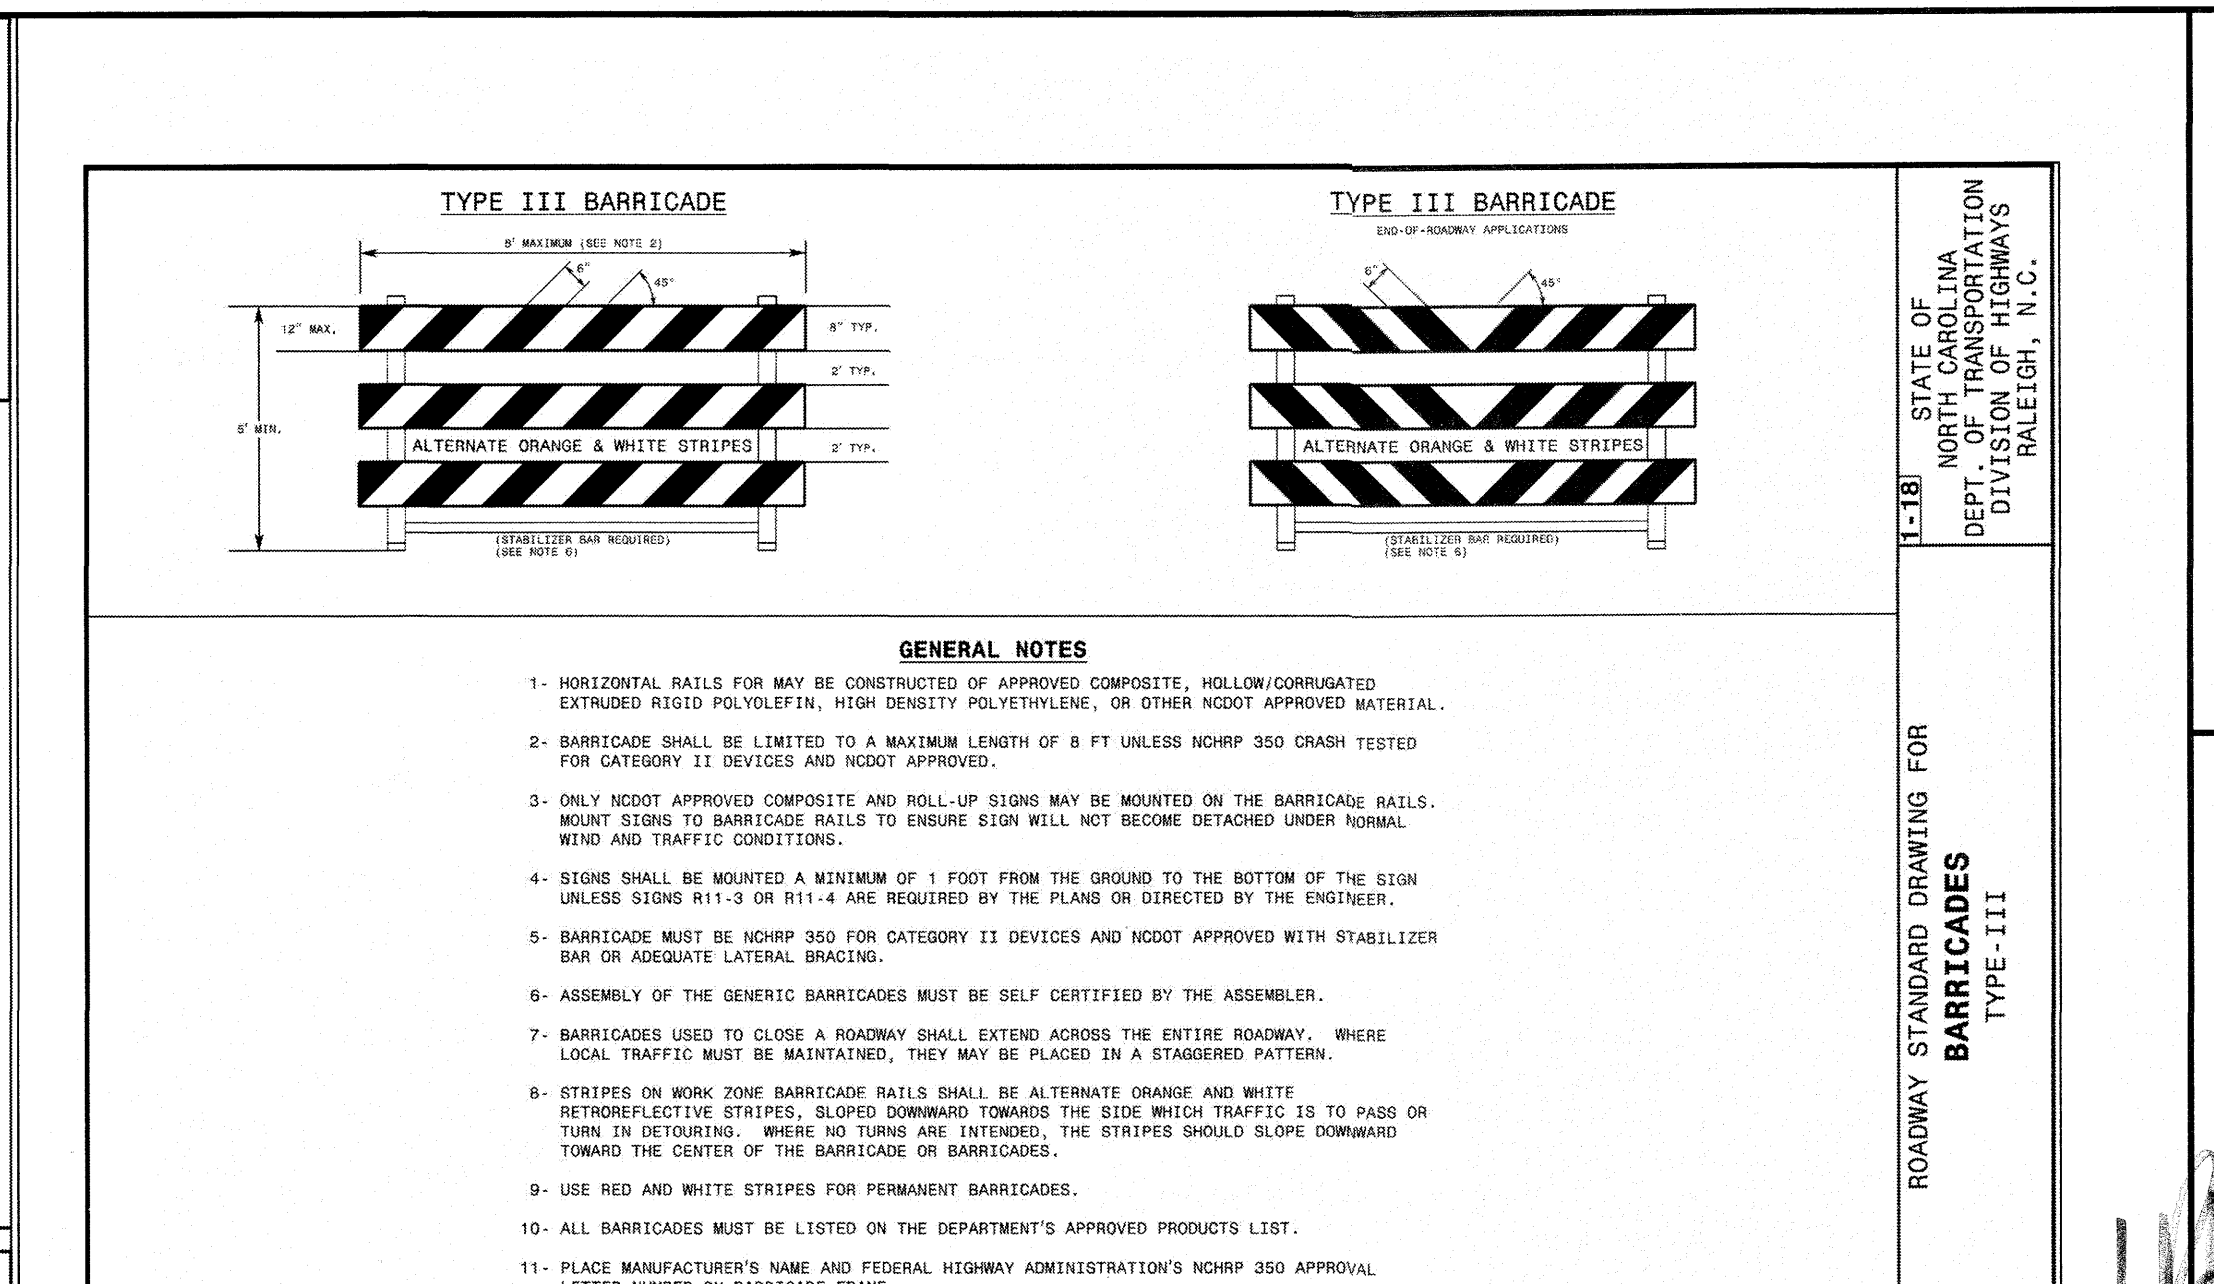 TYPE III BARRICADE
8' MAXIMUM (SEE NOTE 2)
6"
45°
12" MAX.
8" TYP.
2' TYP.
5' MIN.
ALTERNATE ORANGE & WHITE STRIPES
2' TYP.
(STABILIZER BAR REQUIRED)
(SEE NOTE 6)
TYPE III BARRICADE
END-OF-ROADWAY APPLICATIONS
6"
45°
ALTERNATE ORANGE & WHITE STRIPES
(STABILIZER BAR REQUIRED)
(SEE NOTE 6)
1-18
STATE OF
NORTH CAROLINA
DEPT. OF TRANSPORTATION
DIVISION OF HIGHWAYS
RALEIGH, N.C.
ROADWAY STANDARD DRAWING FOR
BARRICADES
TYPE-III
GENERAL NOTES
1- HORIZONTAL RAILS FOR MAY BE CONSTRUCTED OF APPROVED COMPOSITE, HOLLOW/CORRUGATED
EXTRUDED RIGID POLYOLEFIN, HIGH DENSITY POLYETHYLENE, OR OTHER NCDOT APPROVED MATERIAL.
2- BARRICADE SHALL BE LIMITED TO A MAXIMUM LENGTH OF 8 FT UNLESS NCHRP 350 CRASH TESTED
FOR CATEGORY II DEVICES AND NCDOT APPROVED.
3- ONLY NCDOT APPROVED COMPOSITE AND ROLL-UP SIGNS MAY BE MOUNTED ON THE BARRICADE RAILS.
MOUNT SIGNS TO BARRICADE RAILS TO ENSURE SIGN WILL NOT BECOME DETACHED UNDER NORMAL
WIND AND TRAFFIC CONDITIONS.
4- SIGNS SHALL BE MOUNTED A MINIMUM OF 1 FOOT FROM THE GROUND TO THE BOTTOM OF THE SIGN
UNLESS SIGNS R11-3 OR R11-4 ARE REQUIRED BY THE PLANS OR DIRECTED BY THE ENGINEER.
5- BARRICADE MUST BE NCHRP 350 FOR CATEGORY II DEVICES AND NCDOT APPROVED WITH STABILIZER
BAR OR ADEQUATE LATERAL BRACING.
6- ASSEMBLY OF THE GENERIC BARRICADES MUST BE SELF CERTIFIED BY THE ASSEMBLER.
7- BARRICADES USED TO CLOSE A ROADWAY SHALL EXTEND ACROSS THE ENTIRE ROADWAY. WHERE
LOCAL TRAFFIC MUST BE MAINTAINED, THEY MAY BE PLACED IN A STAGGERED PATTERN.
8- STRIPES ON WORK ZONE BARRICADE RAILS SHALL BE ALTERNATE ORANGE AND WHITE
RETROREFLECTIVE STRIPES, SLOPED DOWNWARD TOWARDS THE SIDE WHICH TRAFFIC IS TO PASS OR
TURN IN DETOURING. WHERE NO TURNS ARE INTENDED, THE STRIPES SHOULD SLOPE DOWNWARD
TOWARD THE CENTER OF THE BARRICADE OR BARRICADES.
9- USE RED AND WHITE STRIPES FOR PERMANENT BARRICADES.
10- ALL BARRICADES MUST BE LISTED ON THE DEPARTMENT'S APPROVED PRODUCTS LIST.
11- PLACE MANUFACTURER'S NAME AND FEDERAL HIGHWAY ADMINISTRATION'S NCHRP 350 APPROVAL